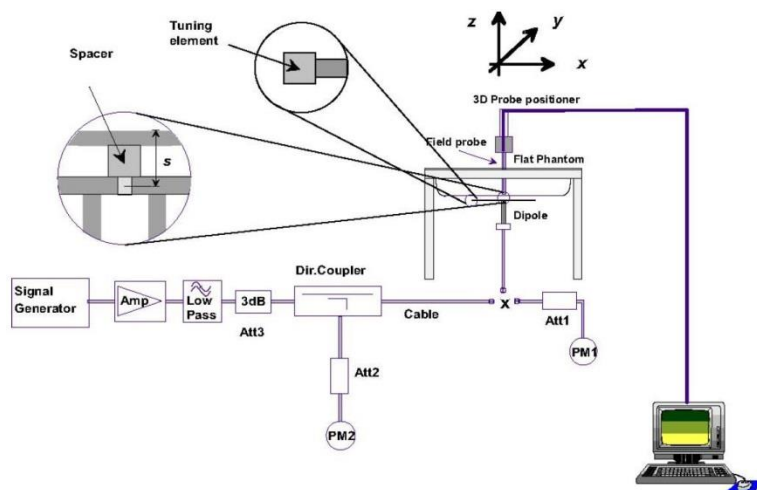 Tuning
element
Spacer
s
z
y
x
3D Probe positioner
Field probe
Flat Phantom
Dipole
Signal
Generator
Amp
Low
Pass
3dB
Att3
Dir.Coupler
Cable
x
Att1
PM1
Att2
PM2